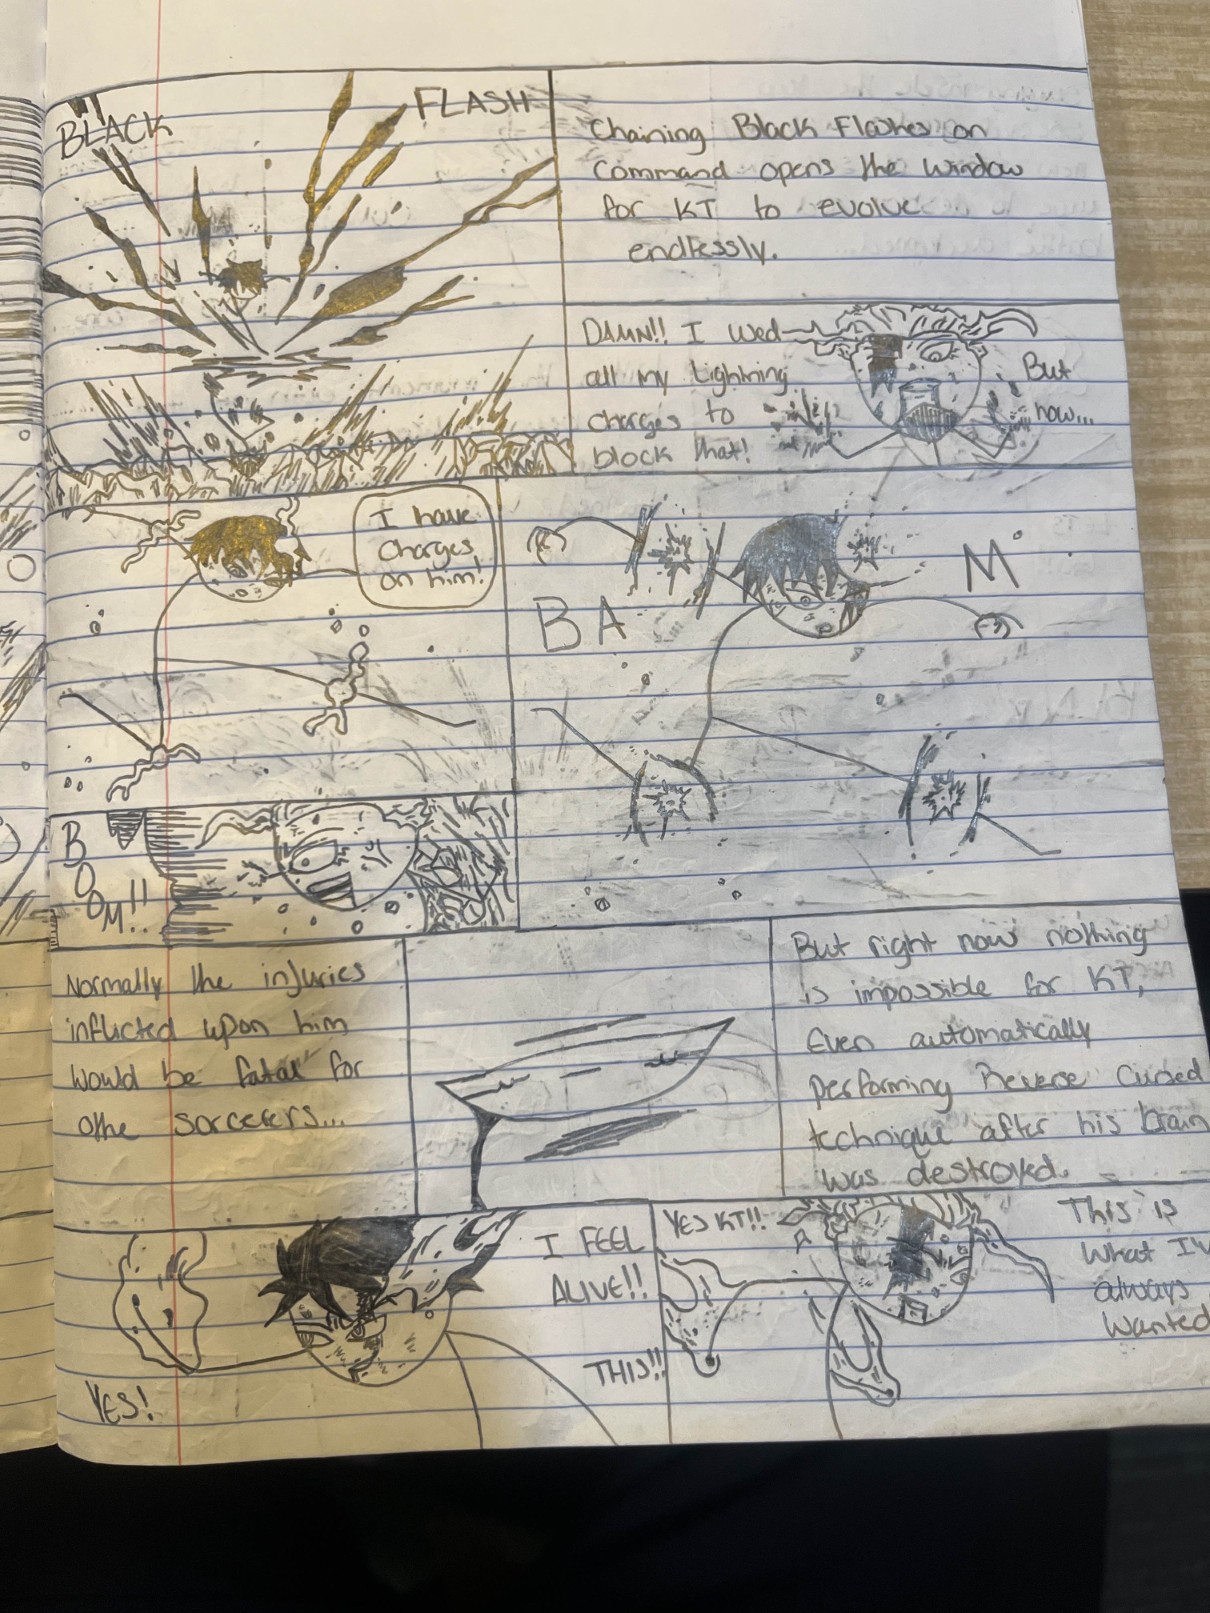 BLACK FLASH
Chaining Black Flashes on
Command opens the window
for KT to evolve
endlessly.
DAMN!! I used
all my lightning
charges to
block that!
But
now...
I have
charges
on him!
BAM
BOOM!!
Normally the injuries
inflicted upon him
would be fatal for
othe sorcerers...
But right now nothing
is impossible for KT,
Even automatically
performing Reverse Cursed
technique after his brain
was destroyed.
YES!
I FEEL
ALIVE!!
THIS!!
YES KT!!
This is
what I'v
always
wanted